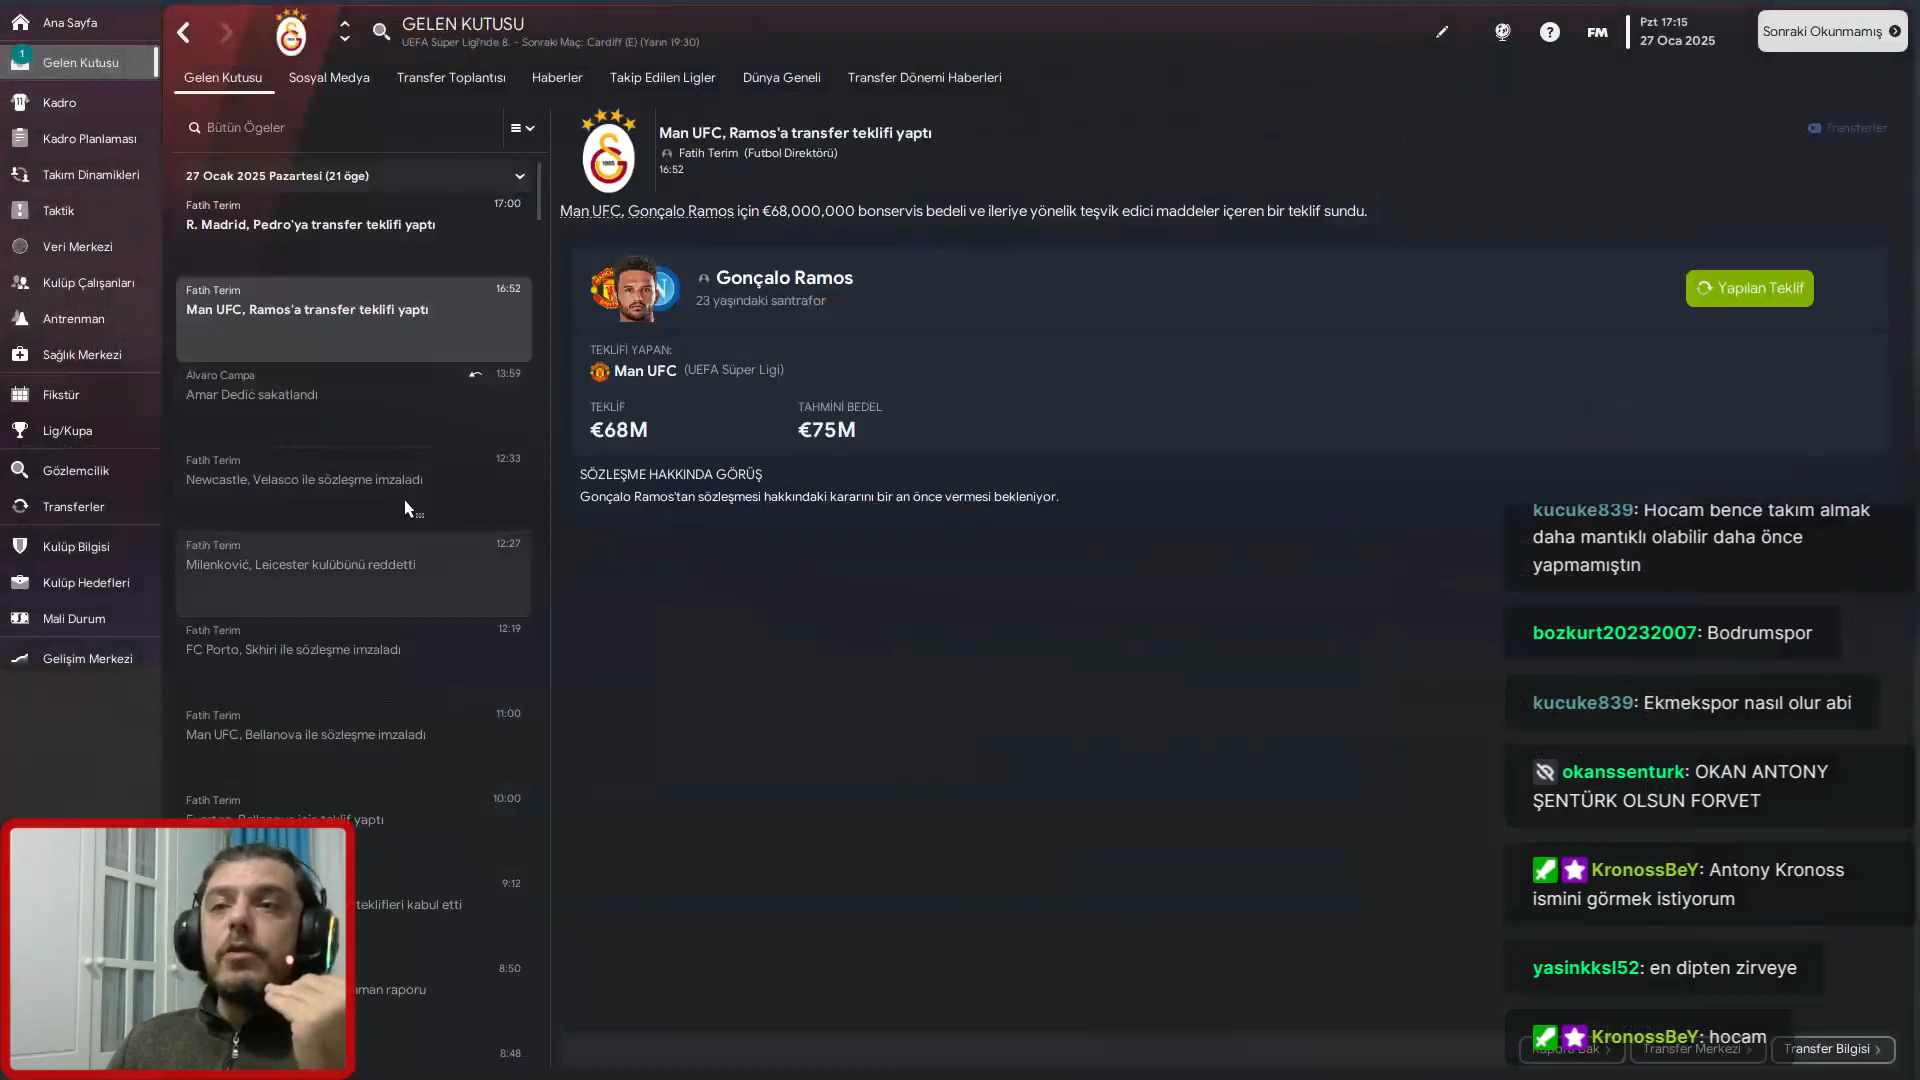 Ana Sayfa
1
Gelen Kutusu
Kadro
Kadro Planlaması
Takım Dinamikleri
Taktik
Veri Merkezi
Kulüp Çalışanları
Antrenman
Sağlık Merkezi
Fikstür
Lig/Kupa
Gözlemcilik
Transferler
Kulüp Bilgisi
Kulüp Hedefleri
Mali Durum
Gelişim Merkezi
GELEN KUTUSU
UEFA Süper Ligi'nde 8. - Sonraki Maç: Cardiff (E) (Yarın 19:30)
FM
Pzt 17:15
27 Oca 2025
Sonraki Okunmamış
Gelen Kutusu
Sosyal Medya
Transfer Toplantısı
Haberler
Takip Edilen Ligler
Dünya Geneli
Transfer Dönemi Haberleri
Bütün Ögeler
27 Ocak 2025 Pazartesi (21 öge)
Fatih Terim 17:00
R. Madrid, Pedro'ya transfer teklifi yaptı
Fatih Terim 16:52
Man UFC, Ramos'a transfer teklifi yaptı
Álvaro Campa 13:59
Amar Dedić sakatlandı
Fatih Terim 12:33
Newcastle, Velasco ile sözleşme imzaladı
Fatih Terim 12:27
Milenković, Leicester kulübünü reddetti
Fatih Terim 12:19
FC Porto, Skhiri ile sözleşme imzaladı
Fatih Terim 11:00
Man UFC, Bellanova ile sözleşme imzaladı
Fatih Terim 10:00
Everton, Bellanova için teklif yaptı
9:12
teklifleri kabul etti
8:50
raporu
8:48
Man UFC, Ramos'a transfer teklifi yaptı
Fatih Terim (Futbol Direktörü)
16:52
Transferler
Man UFC, Gonçalo Ramos için €68,000,000 bonservis bedeli ve ileriye yönelik teşvik edici maddeler içeren bir teklif sundu.
Gonçalo Ramos
23 yaşındaki santrafor
Yapılan Teklif
TEKLİFİ YAPAN:
Man UFC (UEFA Süper Ligi)
TEKLİF
€68M
TAHMİNİ BEDEL
€75M
SÖZLEŞME HAKKINDA GÖRÜŞ
Gonçalo Ramos'tan sözleşmesi hakkındaki kararını bir an önce vermesi bekleniyor.
kucuke839: Hocam bence takım almak
daha mantıklı olabilir daha önce
yapmamıştın
bozkurt20232007: Bodrumspor
kucuke839: Ekmekspor nasıl olur abi
okanssenturk: OKAN ANTONY
ŞENTÜRK OLSUN FORVET
KronossBeY: Antony Kronoss
ismini görmek istiyorum
yasinkksl52: en dipten zirveye
KronossBeY: hocam
Transfer Merkezi
Transfer Bilgisi